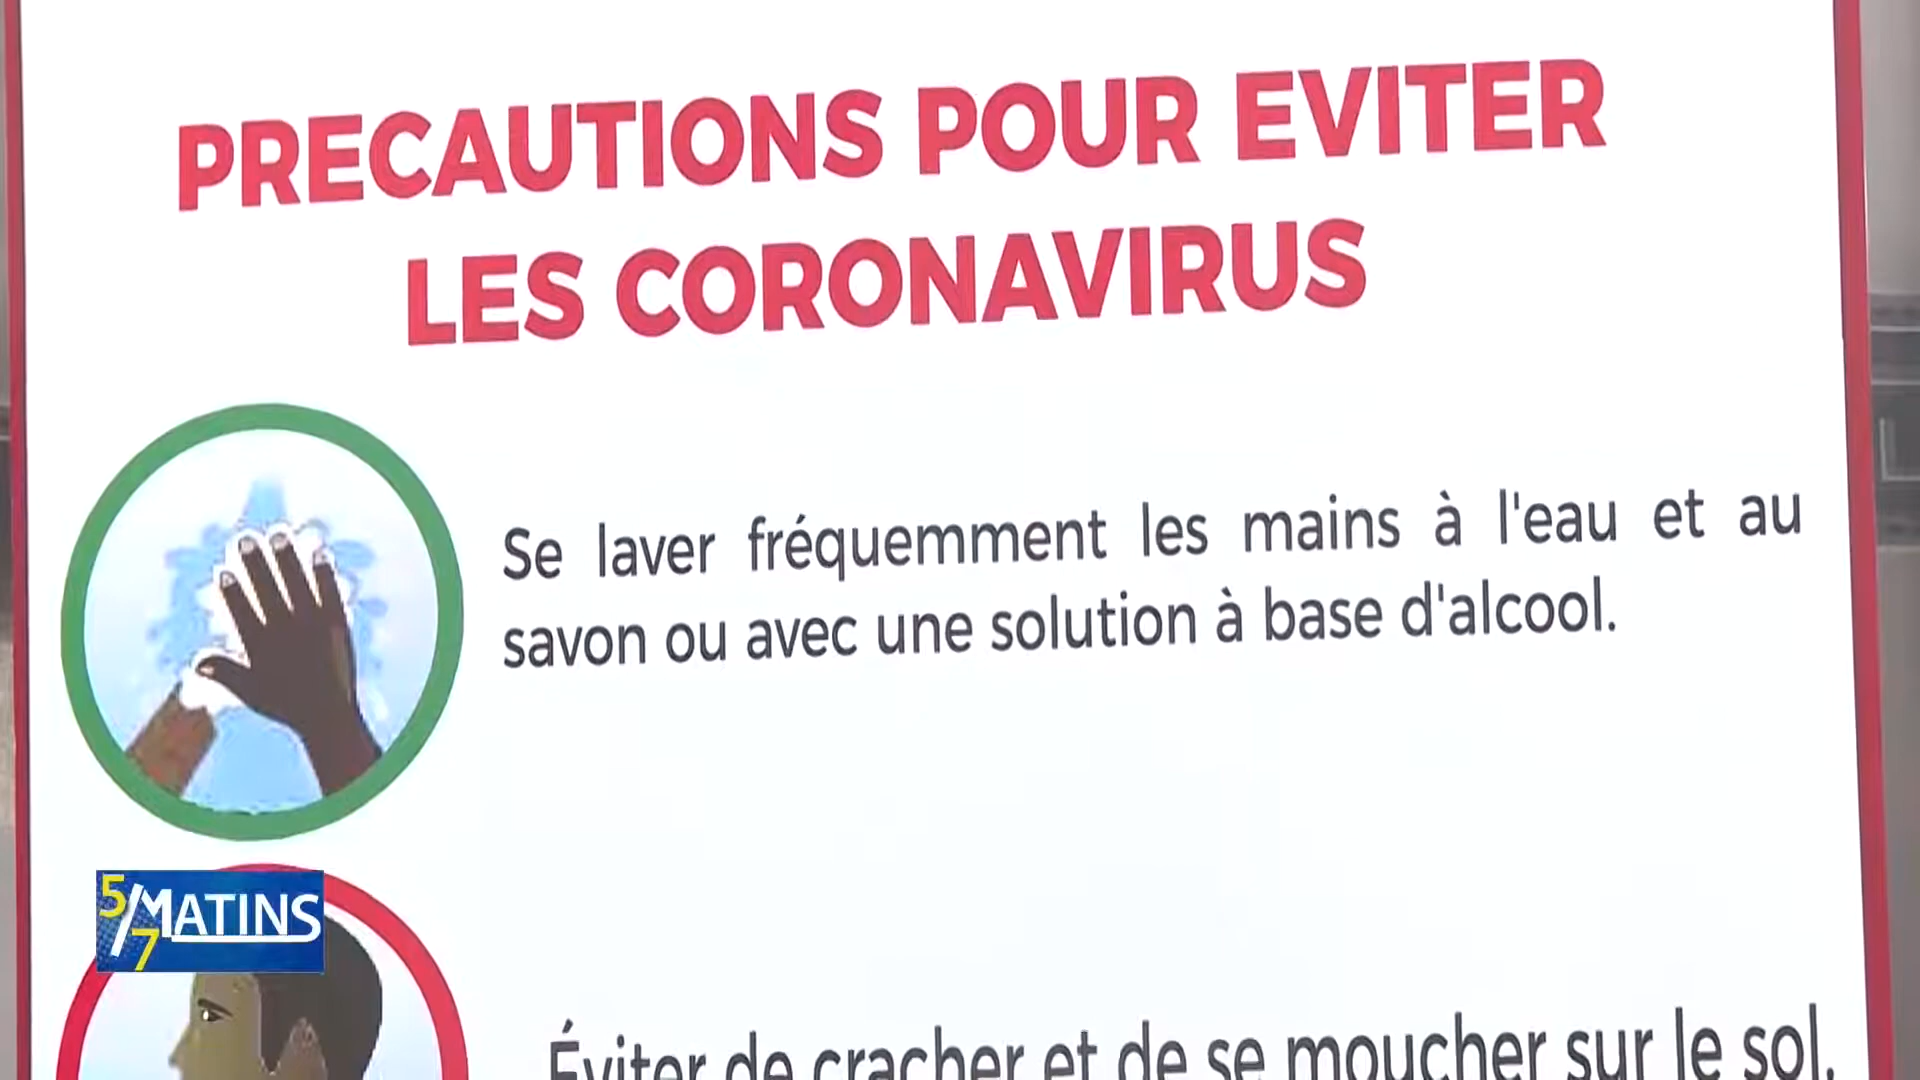 PRECAUTIONS POUR EVITER
LES CORONAVIRUS
Se laver fréquemment les mains à l'eau et au
savon ou avec une solution à base d'alcool.
5/7 MATINS
Éviter de cracher et de se moucher sur le sol.